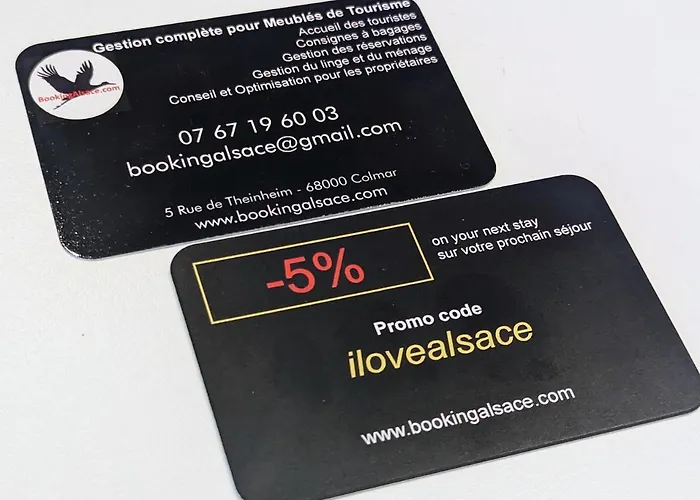 Gestion complète pour Meublés de Tourisme
Accueil des touristes
Consignes à bagages
Gestion des réservations
Gestion du linge et du ménage
Conseil et Optimisation pour les propriétaires
BookingAlsace.com
07 67 19 60 03
bookingalsace@gmail.com
5 Rue de Theinheim - 68000 Colmar
www.bookingalsace.com
-5%
on your next stay
sur votre prochain séjour
Promo code
ilovealsace
www.bookingalsace.com